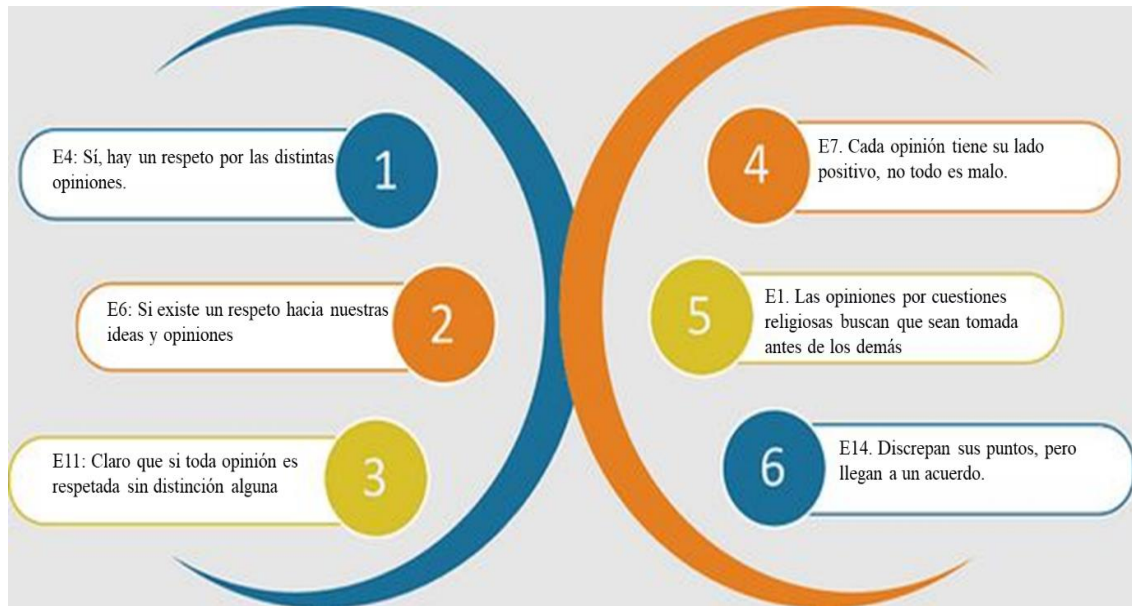 E4: Sí, hay un respeto por las distintas
opiniones.
1
E6: Si existe un respeto hacia nuestras
ideas y opiniones
2
E11: Claro que si toda opinión es
respetada sin distinción alguna
3
4
E7. Cada opinión tiene su lado
positivo, no todo es malo.
5
E1. Las opiniones por cuestiones
religiosas buscan que sean tomada
antes de los demás
6
E14. Discrepan sus puntos, pero
llegan a un acuerdo.